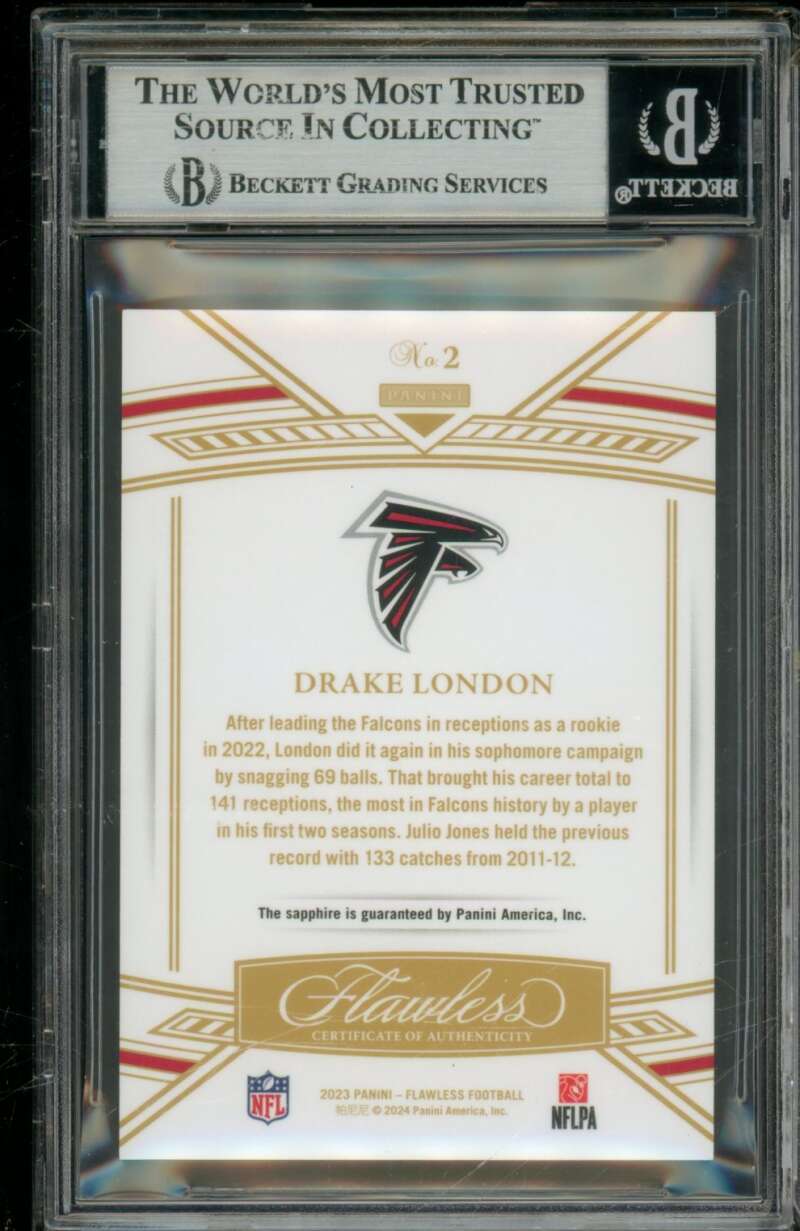 THE WORLD'S MOST TRUSTED
SOURCE IN COLLECTING™
B BECKETT GRADING SERVICES
B
BECKETT®
No. 2
PANINI
DRAKE LONDON
After leading the Falcons in receptions as a rookie
in 2022, London did it again in his sophomore campaign
by snagging 69 balls. That brought his career total to
141 receptions, the most in Falcons history by a player
in his first two seasons. Julio Jones held the previous
record with 133 catches from 2011-12.
The sapphire is guaranteed by Panini America, Inc.
Flawless
CERTIFICATE OF AUTHENTICITY
NFL
2023 PANINI – FLAWLESS FOOTBALL
帕尼尼 © 2024 Panini America, Inc.
NFLPA